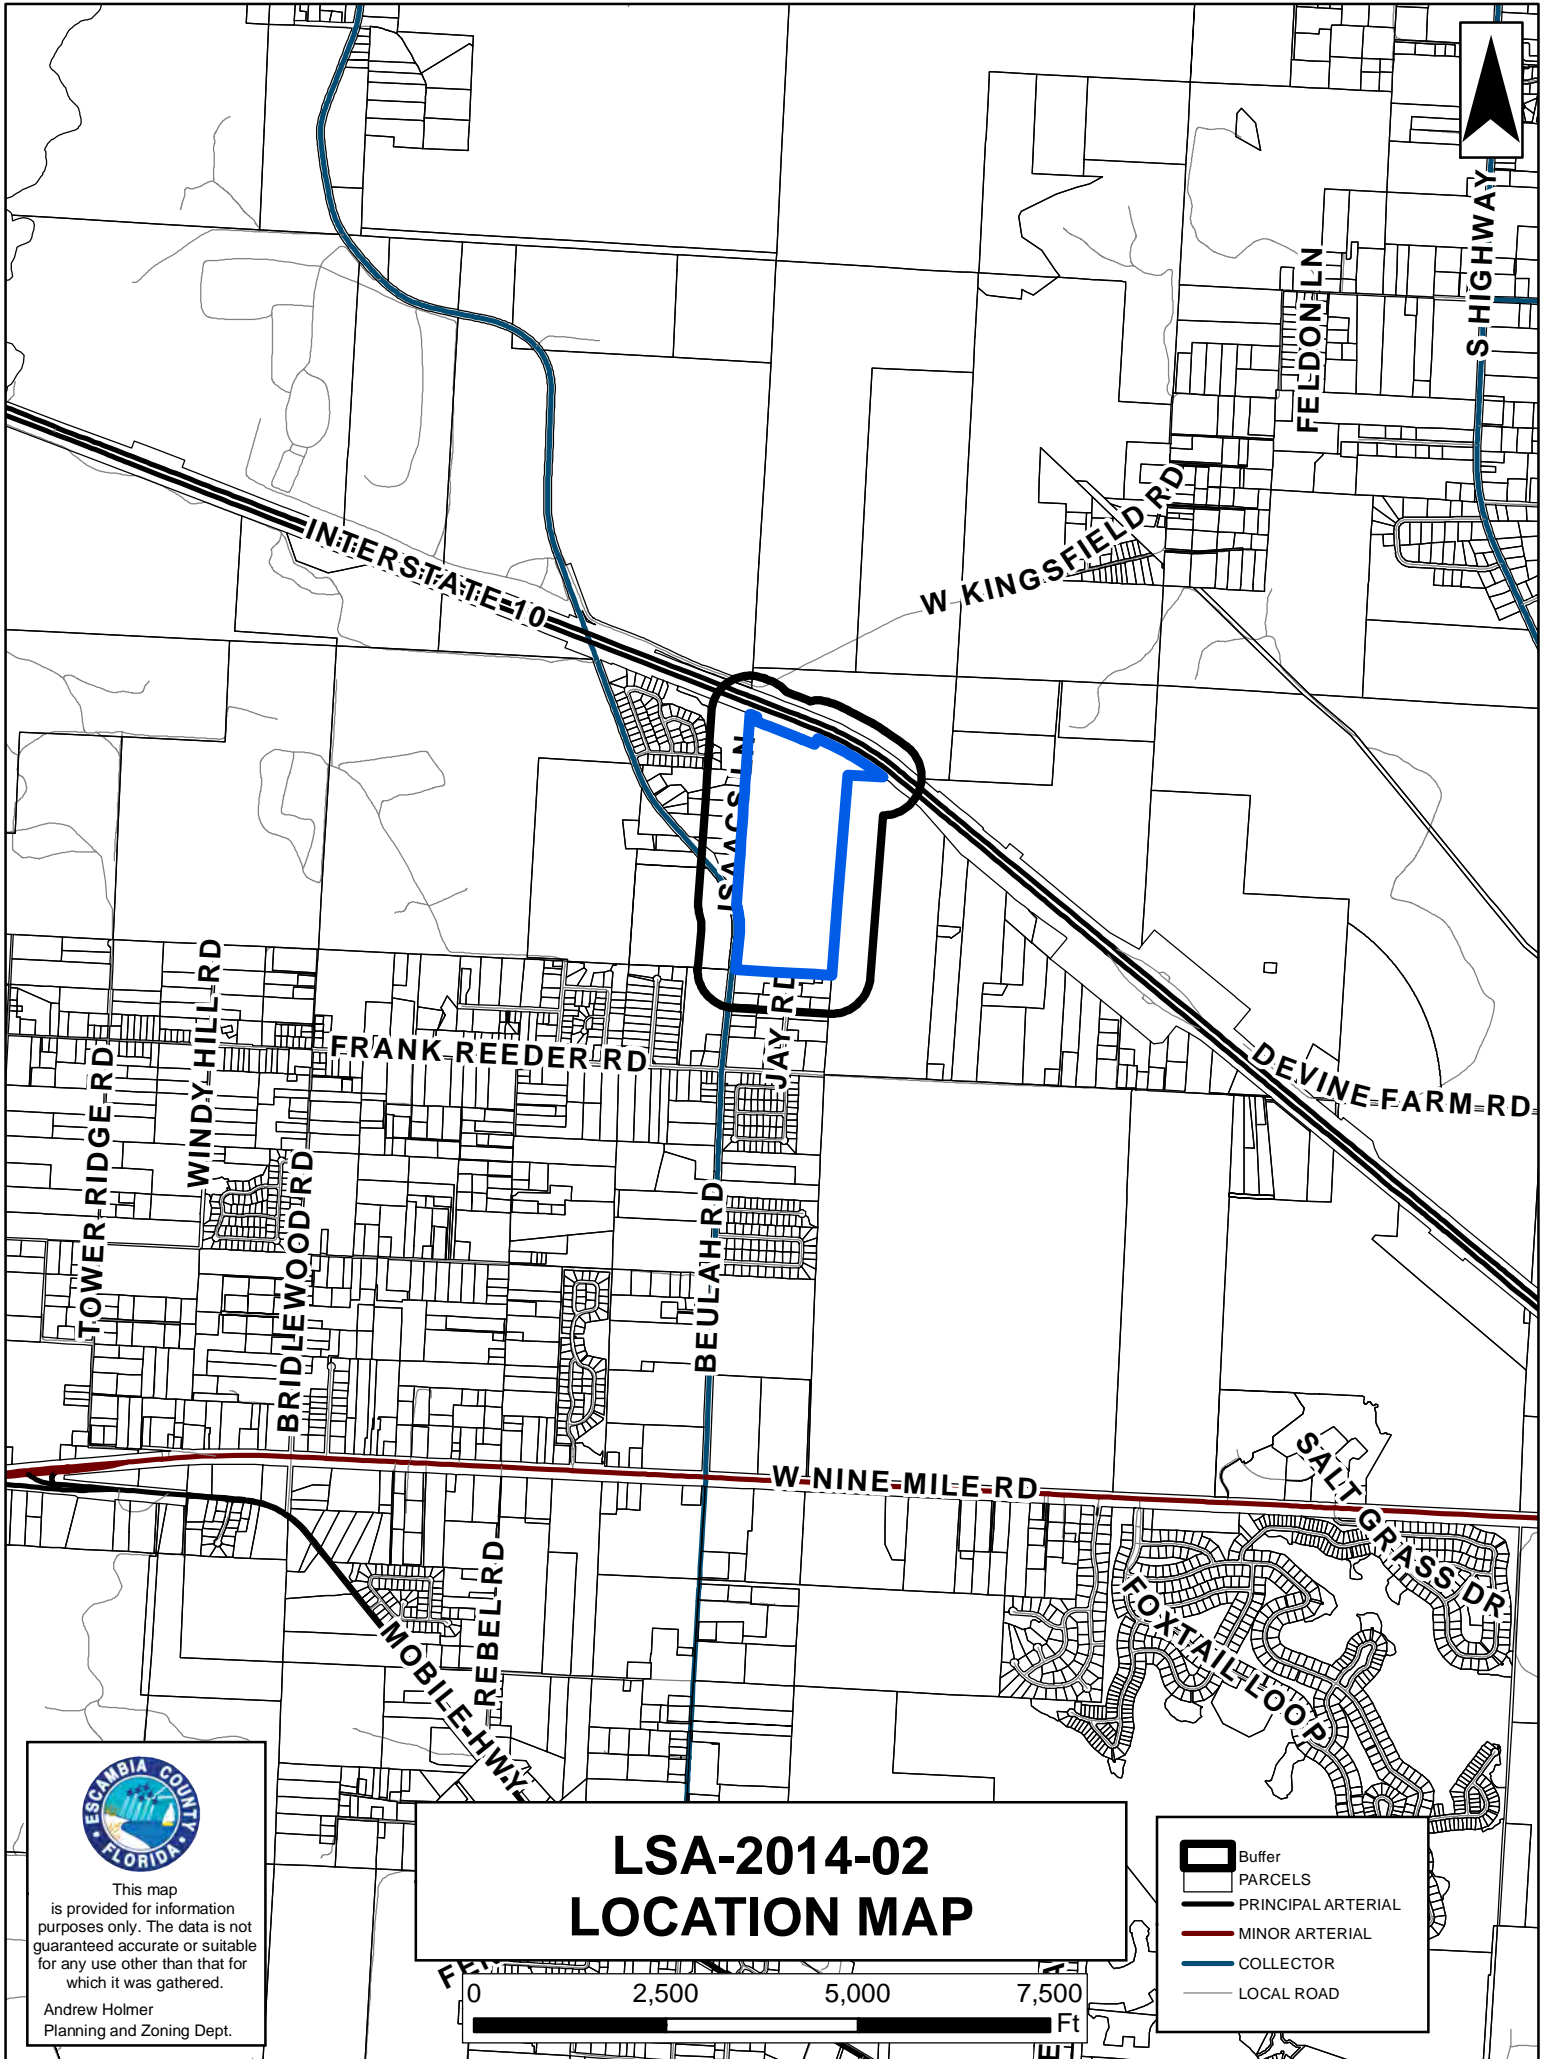 S HIGHWAY
FELDON LN
W KINGSFIELD RD
INTERSTATE 10
ISAACS LN
JAY RD
WINDY HILL RD
FRANK REEDER RD
TOWER RIDGE RD
DEVINE FARM RD
BRIDLEWOOD RD
BEULAH RD
W NINE MILE RD
SALT GRASS DR
REBEL RD
FOXTAIL LOOP
MOBILE HWY
ESCAMBIA COUNTY
FLORIDA
This map
is provided for information
purposes only. The data is not
guaranteed accurate or suitable
for any use other than that for
which it was gathered.
Andrew Holmer
Planning and Zoning Dept.
LSA-2014-02
LOCATION MAP
0 2,500 5,000 7,500
Ft
Buffer
PARCELS
PRINCIPAL ARTERIAL
MINOR ARTERIAL
COLLECTOR
LOCAL ROAD